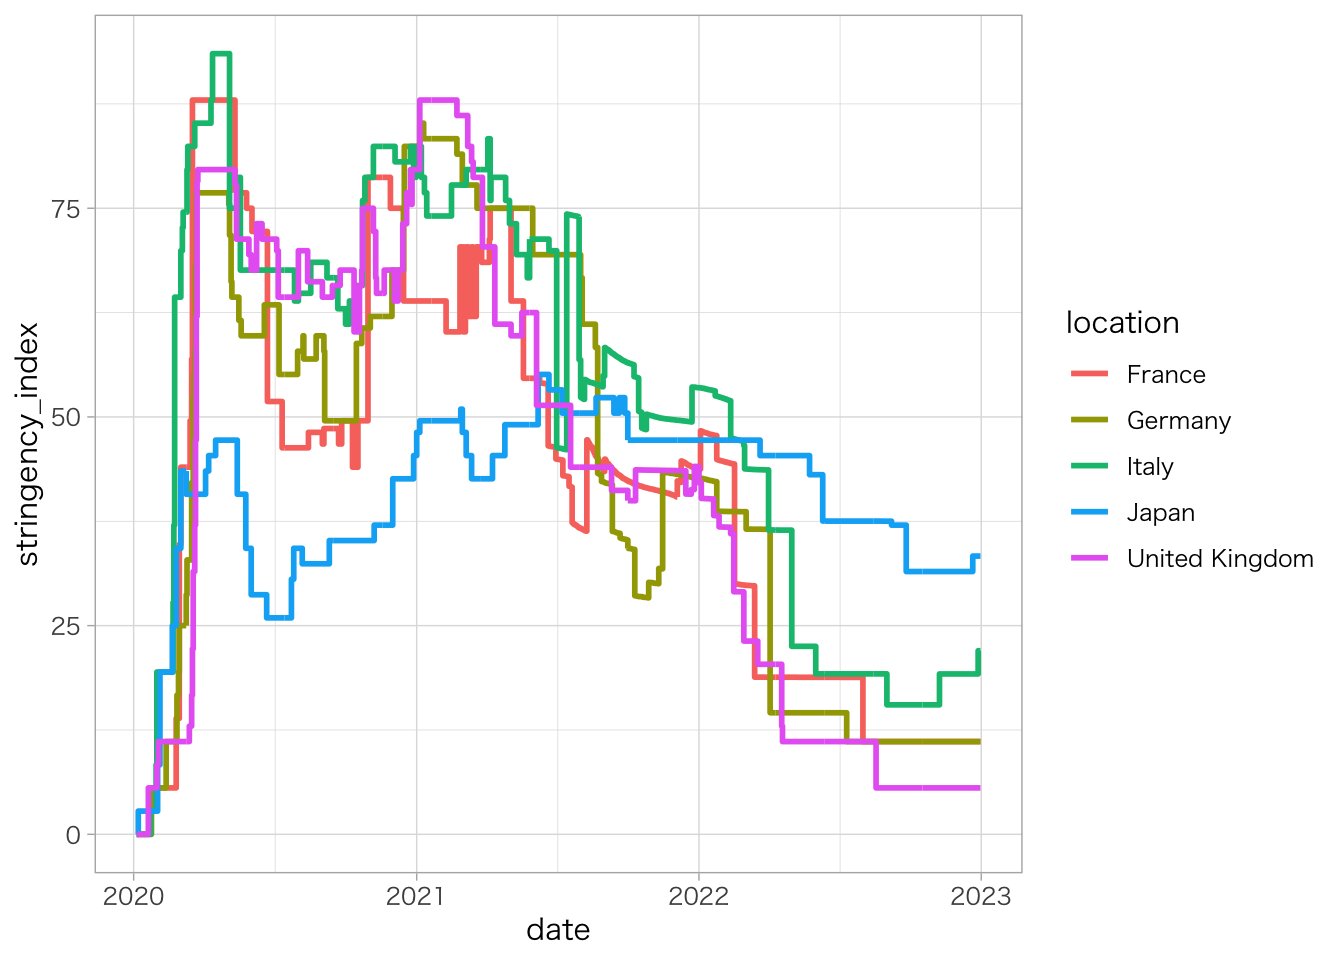 stringency_index
75
50
25
0
2020 2021 2022 2023
date
location
France
Germany
Italy
Japan
United Kingdom